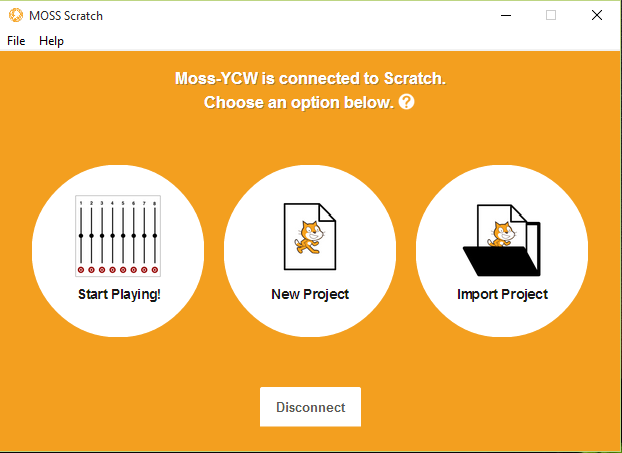 MOSS Scratch
File Help
Moss-YCW is connected to Scratch.
Choose an option below. ?
1 2 3 4 5 6 7 8
Start Playing!
New Project
Import Project
Disconnect